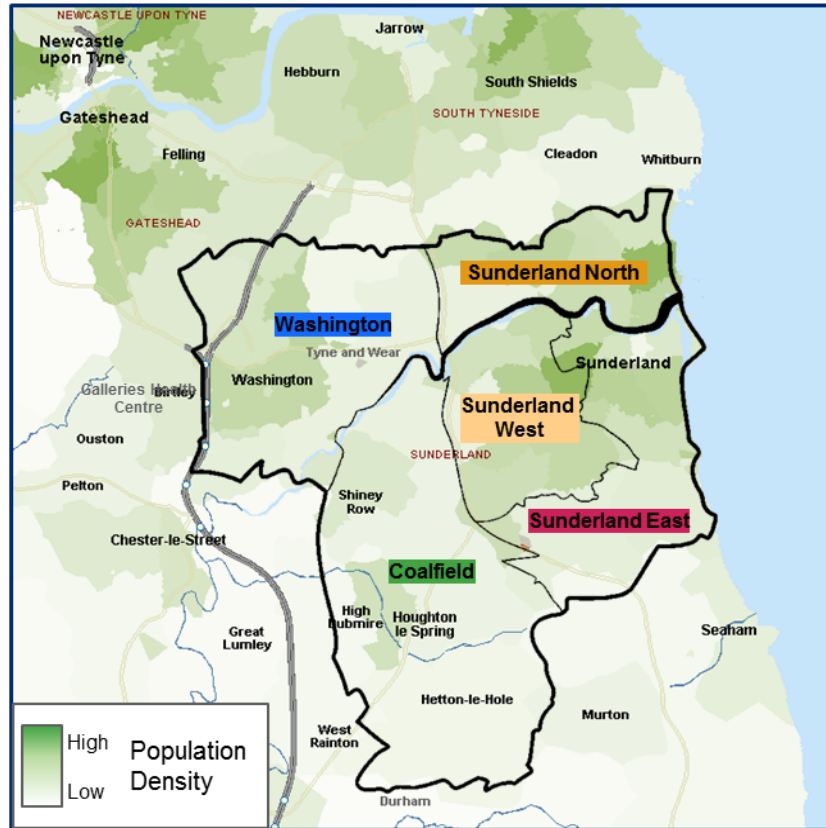 NEWCASTLE UPON TYNE
Jarrow
Newcastle
upon Tyne
Hebburn
South Shields
Gateshead
SOUTH TYNESIDE
Felling
Cleadon
Whitburn
GATESHEAD
Sunderland North
Washington
Tyne and Wear
Sunderland
Washington
Galleries Health
Centre
Birtley
Sunderland
West
Ouston
SUNDERLAND
Pelton
Shiney
Row
Sunderland East
Chester-le-Street
Coalfield
High
Dubmire
Houngton
le Spring
Great
Lumley
Seaham
Hetton-le-Hole
Murton
West
Rainton
Durham
High
Low
Population
Density